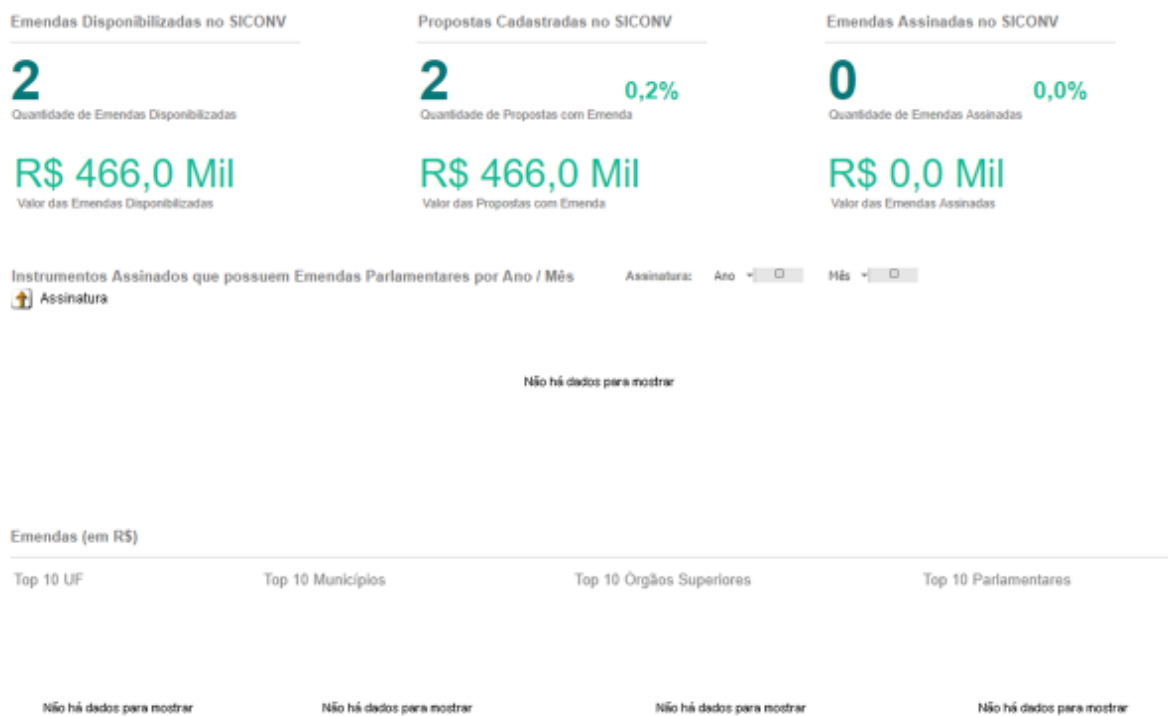 Emendas Disponibilizadas no SICONV
Propostas Cadastradas no SICONV
Emendas Assinadas no SICONV
2
2
0,2%
0
0,0%
Quantidade de Emendas Disponibilizadas
Quantidade de Propostas com Emenda
Quantidade de Emendas Assinadas
R$ 466,0 Mil
R$ 466,0 Mil
R$ 0,0 Mil
Valor das Emendas Disponibilizadas
Valor das Propostas com Emenda
Valor das Emendas Assinadas
Instrumentos Assinados que possuem Emendas Parlamentares por Ano / Mês
Assinatura:
Ano
Mês
Assinatura
Não há dados para mostrar
Emendas (em R$)
Top 10 UF
Top 10 Municípios
Top 10 Órgãos Superiores
Top 10 Parlamentares
Não há dados para mostrar
Não há dados para mostrar
Não há dados para mostrar
Não há dados para mostrar